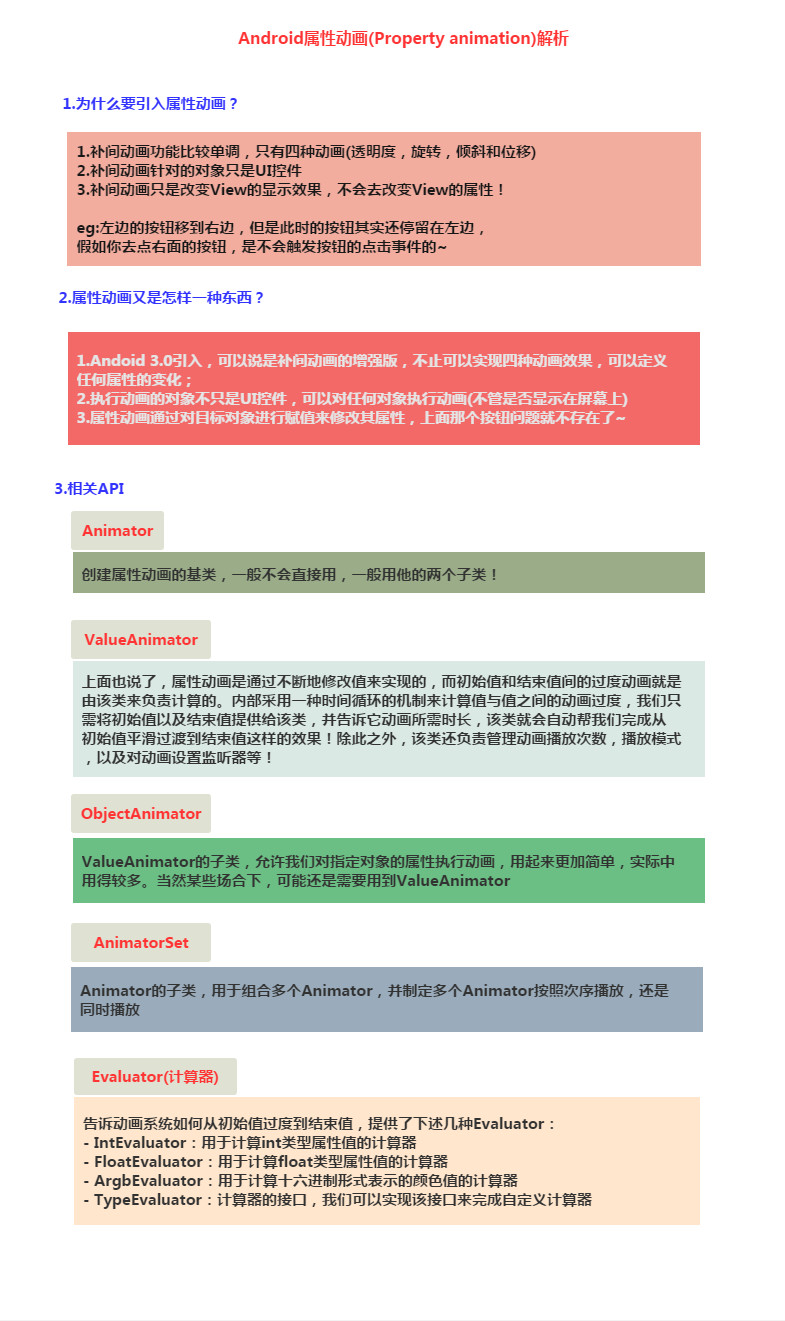 Android属性动画(Property animation)解析
1.为什么要引入属性动画？
1.补间动画功能比较单调，只有四种动画(透明度，旋转，倾斜和位移)
2.补间动画针对的对象只是UI控件
3.补间动画只是改变View的显示效果，不会去改变View的属性！
eg:左边的按钮移到右边，但是此时的按钮其实还停留在左边，
假如你去点右面的按钮，是不会触发按钮的点击事件的~
2.属性动画又是怎样一种东西？
1.Andoid 3.0引入，可以说是补间动画的增强版，不止可以实现四种动画效果，可以定义
任何属性的变化；
2.执行动画的对象不只是UI控件，可以对任何对象执行动画(不管是否显示在屏幕上)
3.属性动画通过对目标对象进行赋值来修改其属性，上面那个按钮问题就不存在了~
3.相关API
Animator
创建属性动画的基类，一般不会直接用，一般用他的两个子类！
ValueAnimator
上面也说了，属性动画是通过不断地修改值来实现的，而初始值和结束值间的过度动画就是
由该类来负责计算的。内部采用一种时间循环的机制来计算值与值之间的动画过度，我们只
需将初始值以及结束值提供给该类，并告诉它动画所需时长，该类就会自动帮我们完成从
初始值平滑过渡到结束值这样的效果！除此之外，该类还负责管理动画播放次数，播放模式
，以及对动画设置监听器等！
ObjectAnimator
ValueAnimator的子类，允许我们对指定对象的属性执行动画，用起来更加简单，实际中
用得较多。当然某些场合下，可能还是需要用到ValueAnimator
AnimatorSet
Animator的子类，用于组合多个Animator，并制定多个Animator按照次序播放，还是
同时播放
Evaluator(计算器)
告诉动画系统如何从初始值过度到结束值，提供了下述几种Evaluator：
- IntEvaluator：用于计算int类型属性值的计算器
- FloatEvaluator：用于计算float类型属性值的计算器
- ArgbEvaluator：用于计算十六进制形式表示的颜色值的计算器
- TypeEvaluator：计算器的接口，我们可以实现该接口来完成自定义计算器